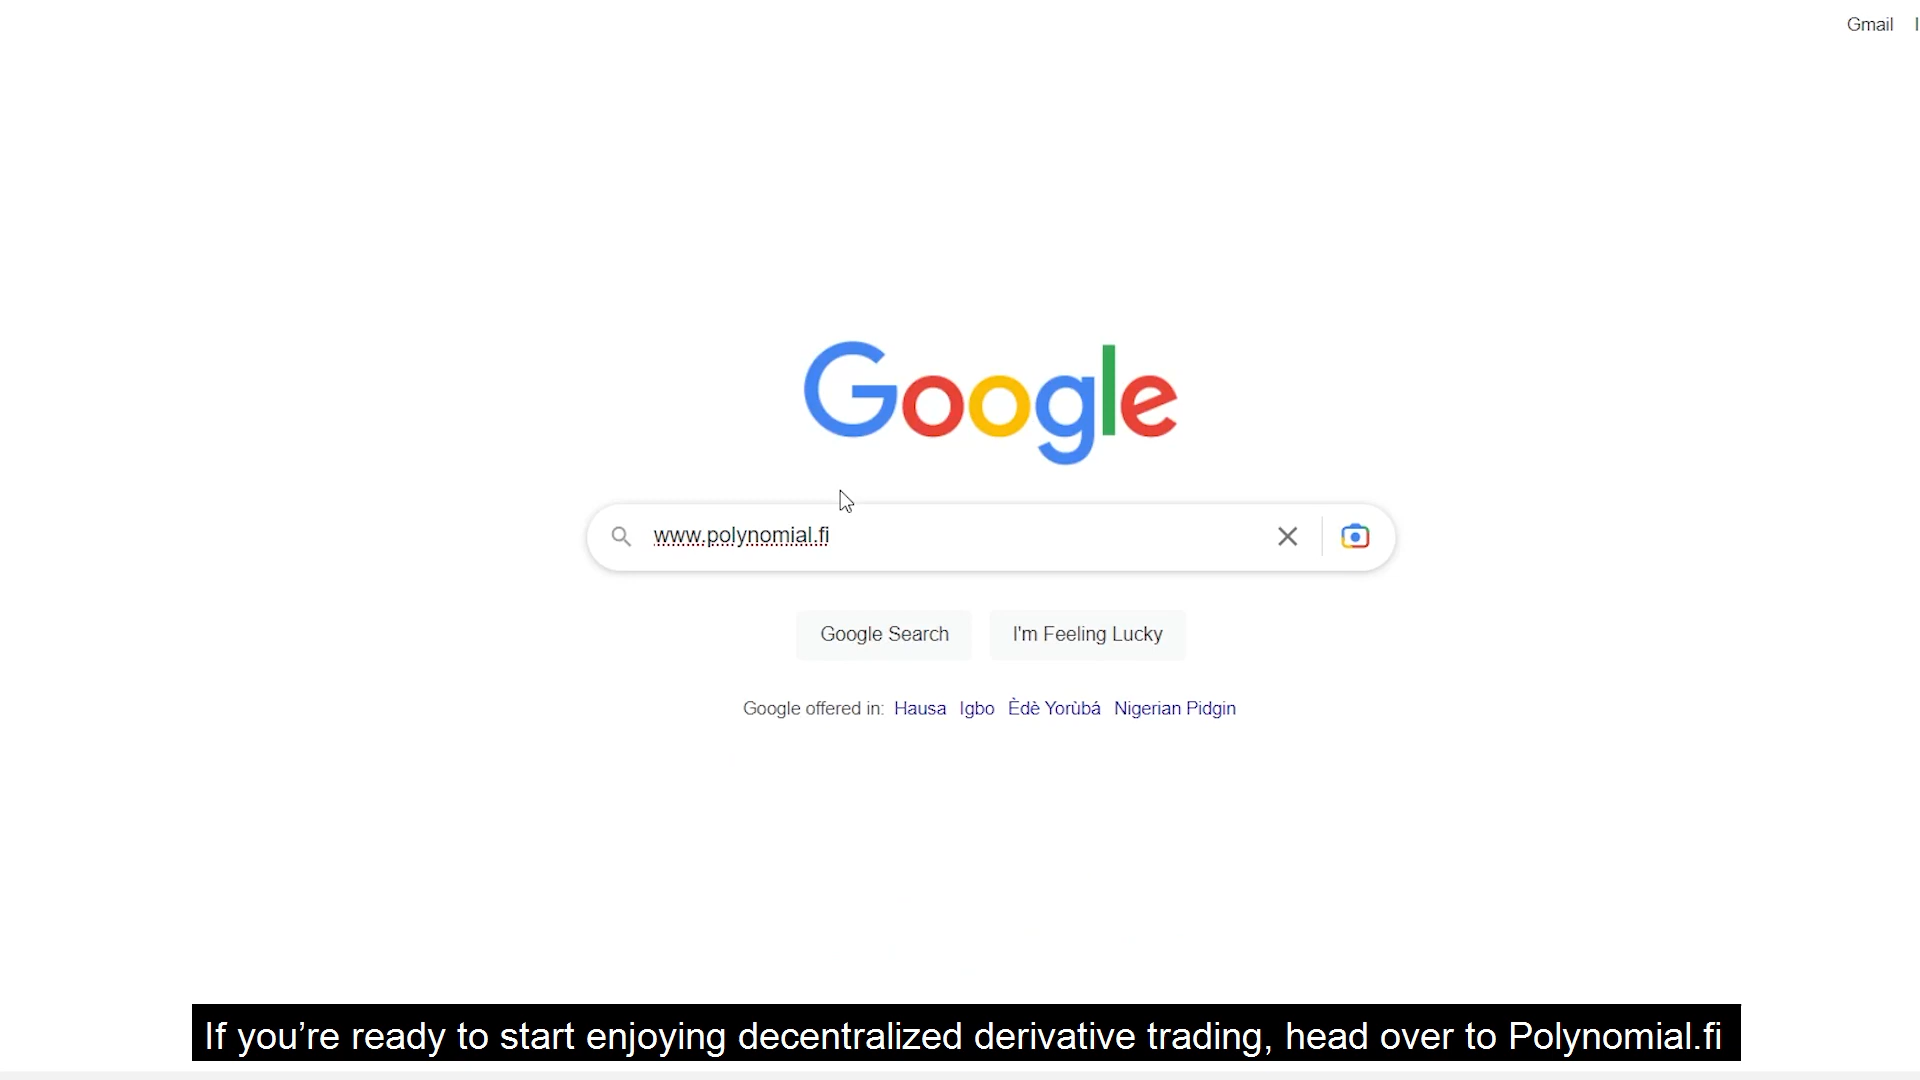 Gmail
Google
www.polynomial.fi
Google Search
I'm Feeling Lucky
Google offered in: Hausa Igbo Èdè Yorùbá Nigerian Pidgin
If you’re ready to start enjoying decentralized derivative trading, head over to Polynomial.fi